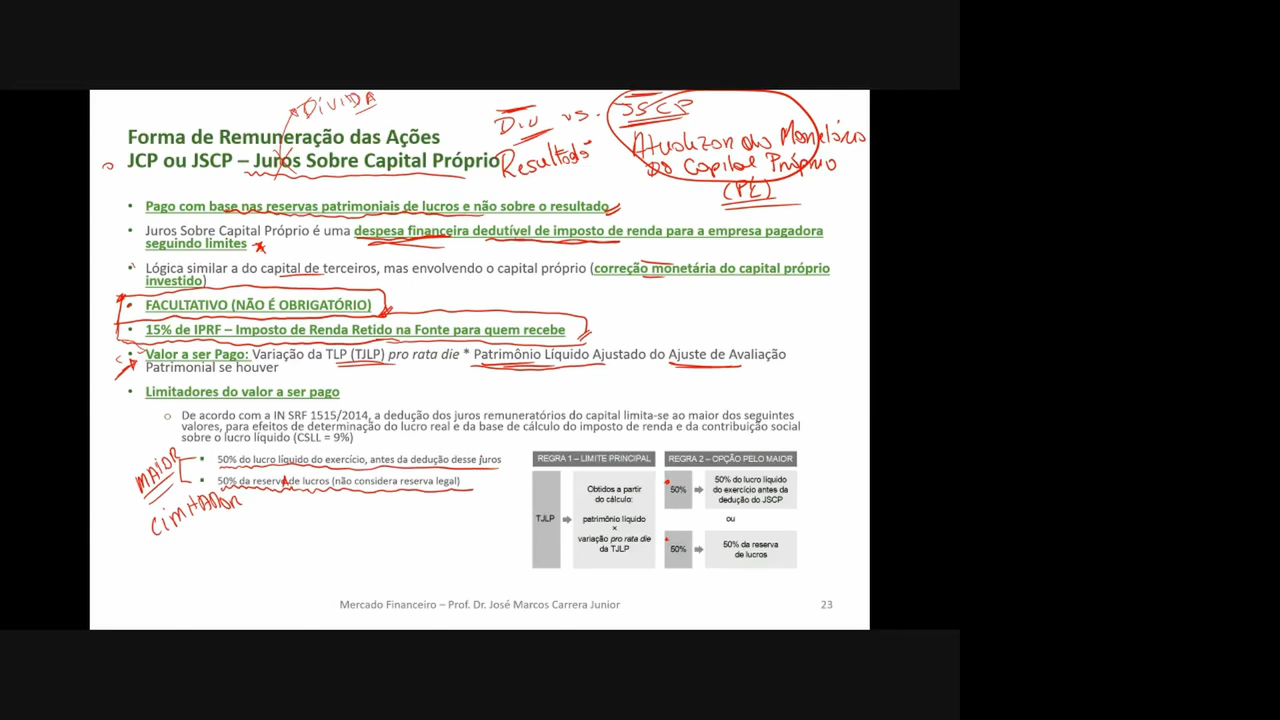 DÍVIDA
DIV vs. JSCP
Resultado
Monetária
do Capital Próprio
(PL)
Forma de Remuneração das Ações
JCP ou JSCP – Juros Sobre Capital Próprio
• Pago com base nas reservas patrimoniais de lucros e não sobre o resultado
• Juros Sobre Capital Próprio é uma despesa financeira dedutível de imposto de renda para a empresa pagadora
seguindo limites
• Lógica similar a do capital de terceiros, mas envolvendo o capital próprio (correção monetária do capital próprio
investido)
• FACULTATIVO (NÃO É OBRIGATÓRIO)
• 15% de IPRF – Imposto de Renda Retido na Fonte para quem recebe
• Valor a ser Pago: Variação da TLP (TJLP) pro rata die * Patrimônio Líquido Ajustado do Ajuste de Avaliação
Patrimonial se houver
• Limitadores do valor a ser pago
o De acordo com a IN SRF 1515/2014, a dedução dos juros remuneratórios do capital limita-se ao maior dos seguintes
valores, para efeitos de determinação do lucro real e da base de cálculo do imposto de renda e da contribuição social
sobre o lucro líquido (CSLL = 9%)
MAIOR
LIMITADOR
▪ 50% do lucro líquido do exercício, antes da dedução desse juros
▪ 50% da reserva de lucros (não considera reserva legal)
REGRA 1 – LIMITE PRINCIPAL
TJLP
Obtidos a partir
do cálculo:
patrimônio líquido
×
variação pro rata die
da TJLP
REGRA 2 – OPÇÃO PELO MAIOR
50%
50% do lucro líquido
do exercício antes da
dedução do JSCP
ou
50%
50% da reserva
de lucros
Mercado Financeiro – Prof. Dr. José Marcos Carrera Junior
23